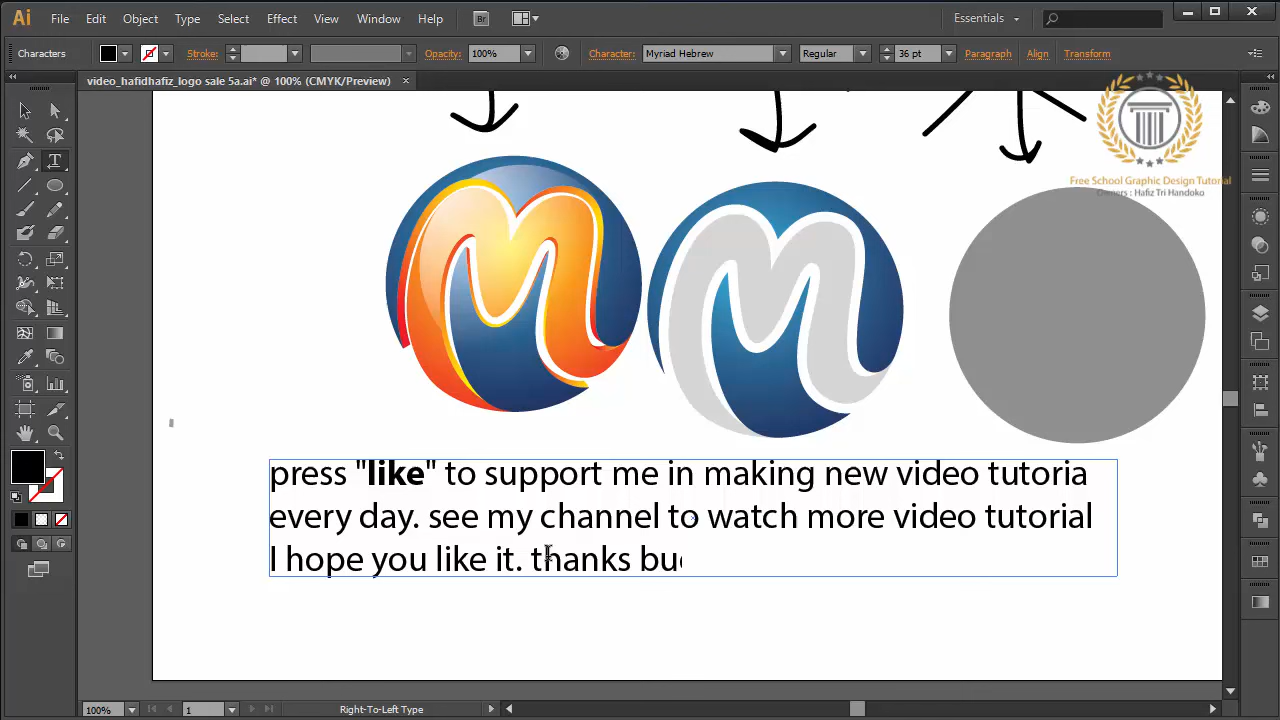 Ai File Edit Object Type Select Effect View Window Help Br Essentials
Characters Stroke: Opacity: 100% Character: Myriad Hebrew Regular 36 pt Paragraph Align Transform
video_hafidhafiz_logo sale 5a.ai* @ 100% (CMYK/Preview)
Free School Graphic Design Tutorial
Owners : Hafiz Tri Handoko
press "like" to support me in making new video tutoria
every day. see my channel to watch more video tutorial
I hope you like it. thanks buc
100% 1 Right-To-Left Type